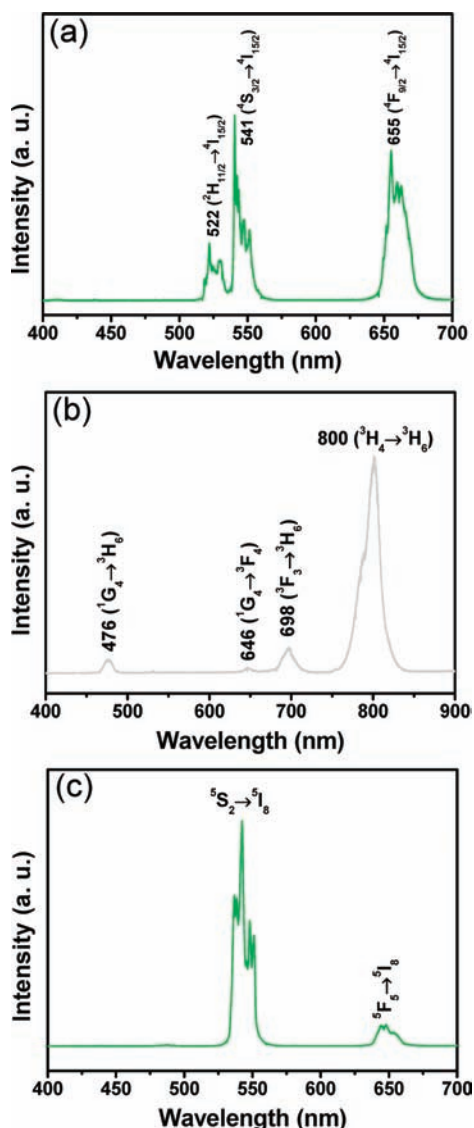 (a)
Intensity (a. u.)
522 (²H₁₁/₂→⁴I₁₅/₂)
541 (⁴S₃/₂→⁴I₁₅/₂)
655 (⁴F₉/₂→⁴I₁₅/₂)
400 450 500 550 600 650 700
Wavelength (nm)
(b)
Intensity (a. u.)
476 (¹G₄→³H₆)
646 (¹G₄→³F₄)
698 (³F₃→³H₆)
800 (³H₄→³H₆)
400 500 600 700 800 900
Wavelength (nm)
(c)
Intensity (a. u.)
⁵S₂→⁵I₈
⁵F₅→⁵I₈
400 450 500 550 600 650 700
Wavelength (nm)